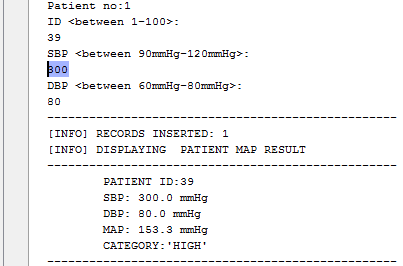 Patient no:1
ID <between 1-100>:
39
SBP <between 90mmHg-120mmHg>:
300
DBP <between 60mmHg-80mmHg>:
80
--------------------------------------------------
[INFO] RECORDS INSERTED: 1
[INFO] DISPLAYING  PATIENT MAP RESULT
--------------------------------------------------
PATIENT ID:39
SBP: 300.0 mmHg
DBP: 80.0 mmHg
MAP: 153.3 mmHg
CATEGORY:'HIGH'
--------------------------------------------------